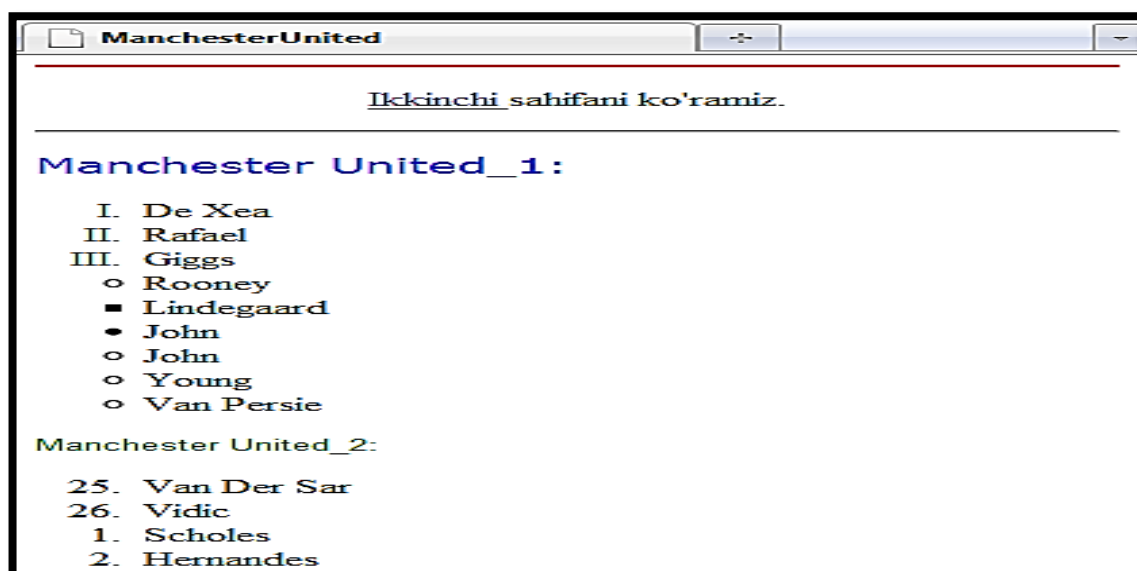 ManchesterUnited
Ikkinchi sahifani ko'ramiz.
Manchester United_1:
I. De Xea
II. Rafael
III. Giggs
Rooney
Lindegaard
John
John
Young
Van Persie
Manchester United_2:
25. Van Der Sar
26. Vidic
1. Scholes
2. Hernandes